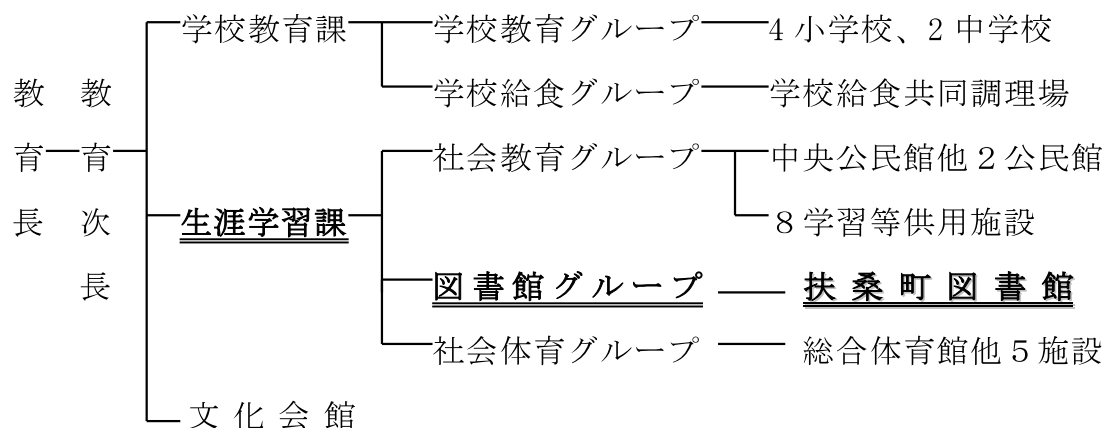 教育長
教育次長
学校教育課
学校教育グループ
4 小学校、2 中学校
学校給食グループ
学校給食共同調理場
生涯学習課
社会教育グループ
中央公民館他２公民館
８学習等供用施設
図書館グループ
扶桑町図書館
社会体育グループ
総合体育館他５施設
文化会館